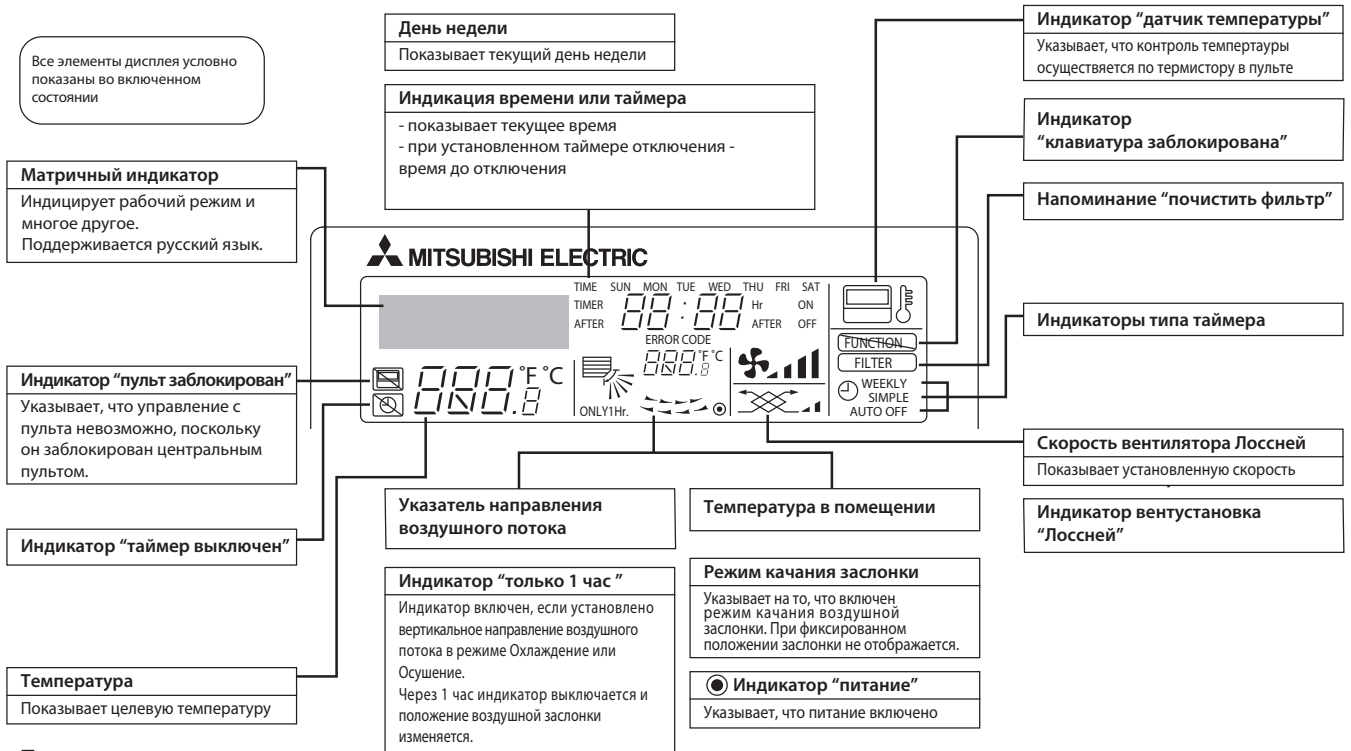 Все элементы дисплея условно
показаны во включенном
состоянии
День недели
Показывает текущий день недели
Индикация времени или таймера
- показывает текущее время
- при установленном таймере отключения -
время до отключения
Индикатор “датчик температуры”
Указывает, что контроль темпертауры
осуществяется по термистору в пульте
Индикатор
“клавиатура заблокирована”
Напоминание “почистить фильтр”
Индикаторы типа таймера
Матричный индикатор
Индицирует рабочий режим и
многое другое.
Поддерживается русский язык.
MITSUBISHI ELECTRIC
TIME SUN MON TUE WED THU FRI SAT
TIMER 88:88 Hr ON
AFTER AFTER OFF
ERROR CODE
FUNCTION
FILTER
WEEKLY
SIMPLE
AUTO OFF
888.8 °F °C
888.8 °F °C
ONLY1Hr.
Индикатор “пульт заблокирован”
Указывает, что управление с
пульта невозможно, поскольку
он заблокирован центральным
пультом.
Индикатор “таймер выключен”
Температура
Показывает целевую температуру
Указатель направления
воздушного потока
Индикатор “только 1 час ”
Индикатор включен, если установлено
вертикальное направление воздушного
потока в режиме Охлаждение или
Осушение.
Через 1 час индикатор выключается и
положение воздушной заслонки
изменяется.
Температура в помещении
Режим качания заслонки
Указывает на то, что включен
режим качания воздушной
заслонки. При фиксированном
положении заслонки не отображается.
Индикатор “питание”
Указывает, что питание включено
Скорость вентилятора Лоссней
Показывает установленную скорость
Индикатор вентустановка
“Лоссней”